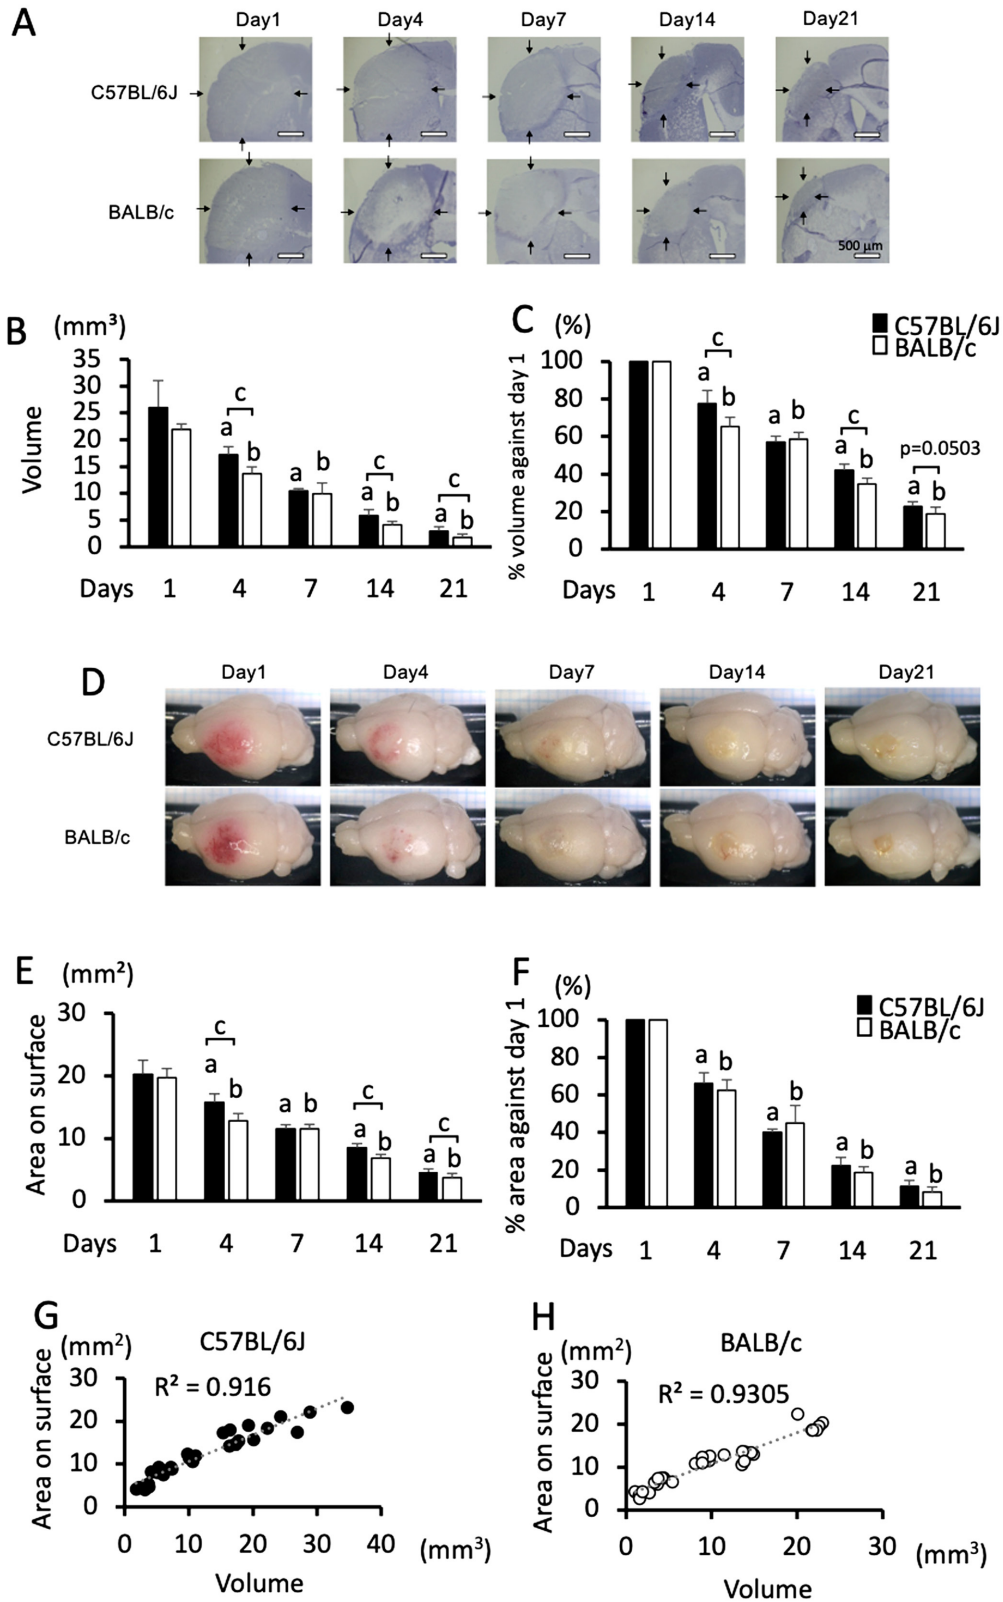 A
Day1 Day4 Day7 Day14 Day21
C57BL/6J
BALB/c
500 µm
B
(mm³)
Volume
35
30
25
20
15
10
5
0
a c b
a b
a c b
a c b
Days 1 4 7 14 21
C
(%)
C57BL/6J
BALB/c
% volume against day 1
100
80
60
40
20
0
a c b
a b
a c b
p=0.0503
a b
Days 1 4 7 14 21
D
Day1 Day4 Day7 Day14 Day21
C57BL/6J
BALB/c
E
(mm²)
Area on surface
30
20
10
0
a c b
a b
a c b
a c b
Days 1 4 7 14 21
F
(%)
C57BL/6J
BALB/c
% area against day 1
100
80
60
40
20
0
a b
a b
a b
a b
Days 1 4 7 14 21
G
(mm²)
C57BL/6J
Area on surface
R² = 0.916
30
20
10
0
0 10 20 30 40 (mm³)
Volume
H
(mm²)
BALB/c
Area on surface
R² = 0.9305
30
20
10
0
0 10 20 30 (mm³)
Volume